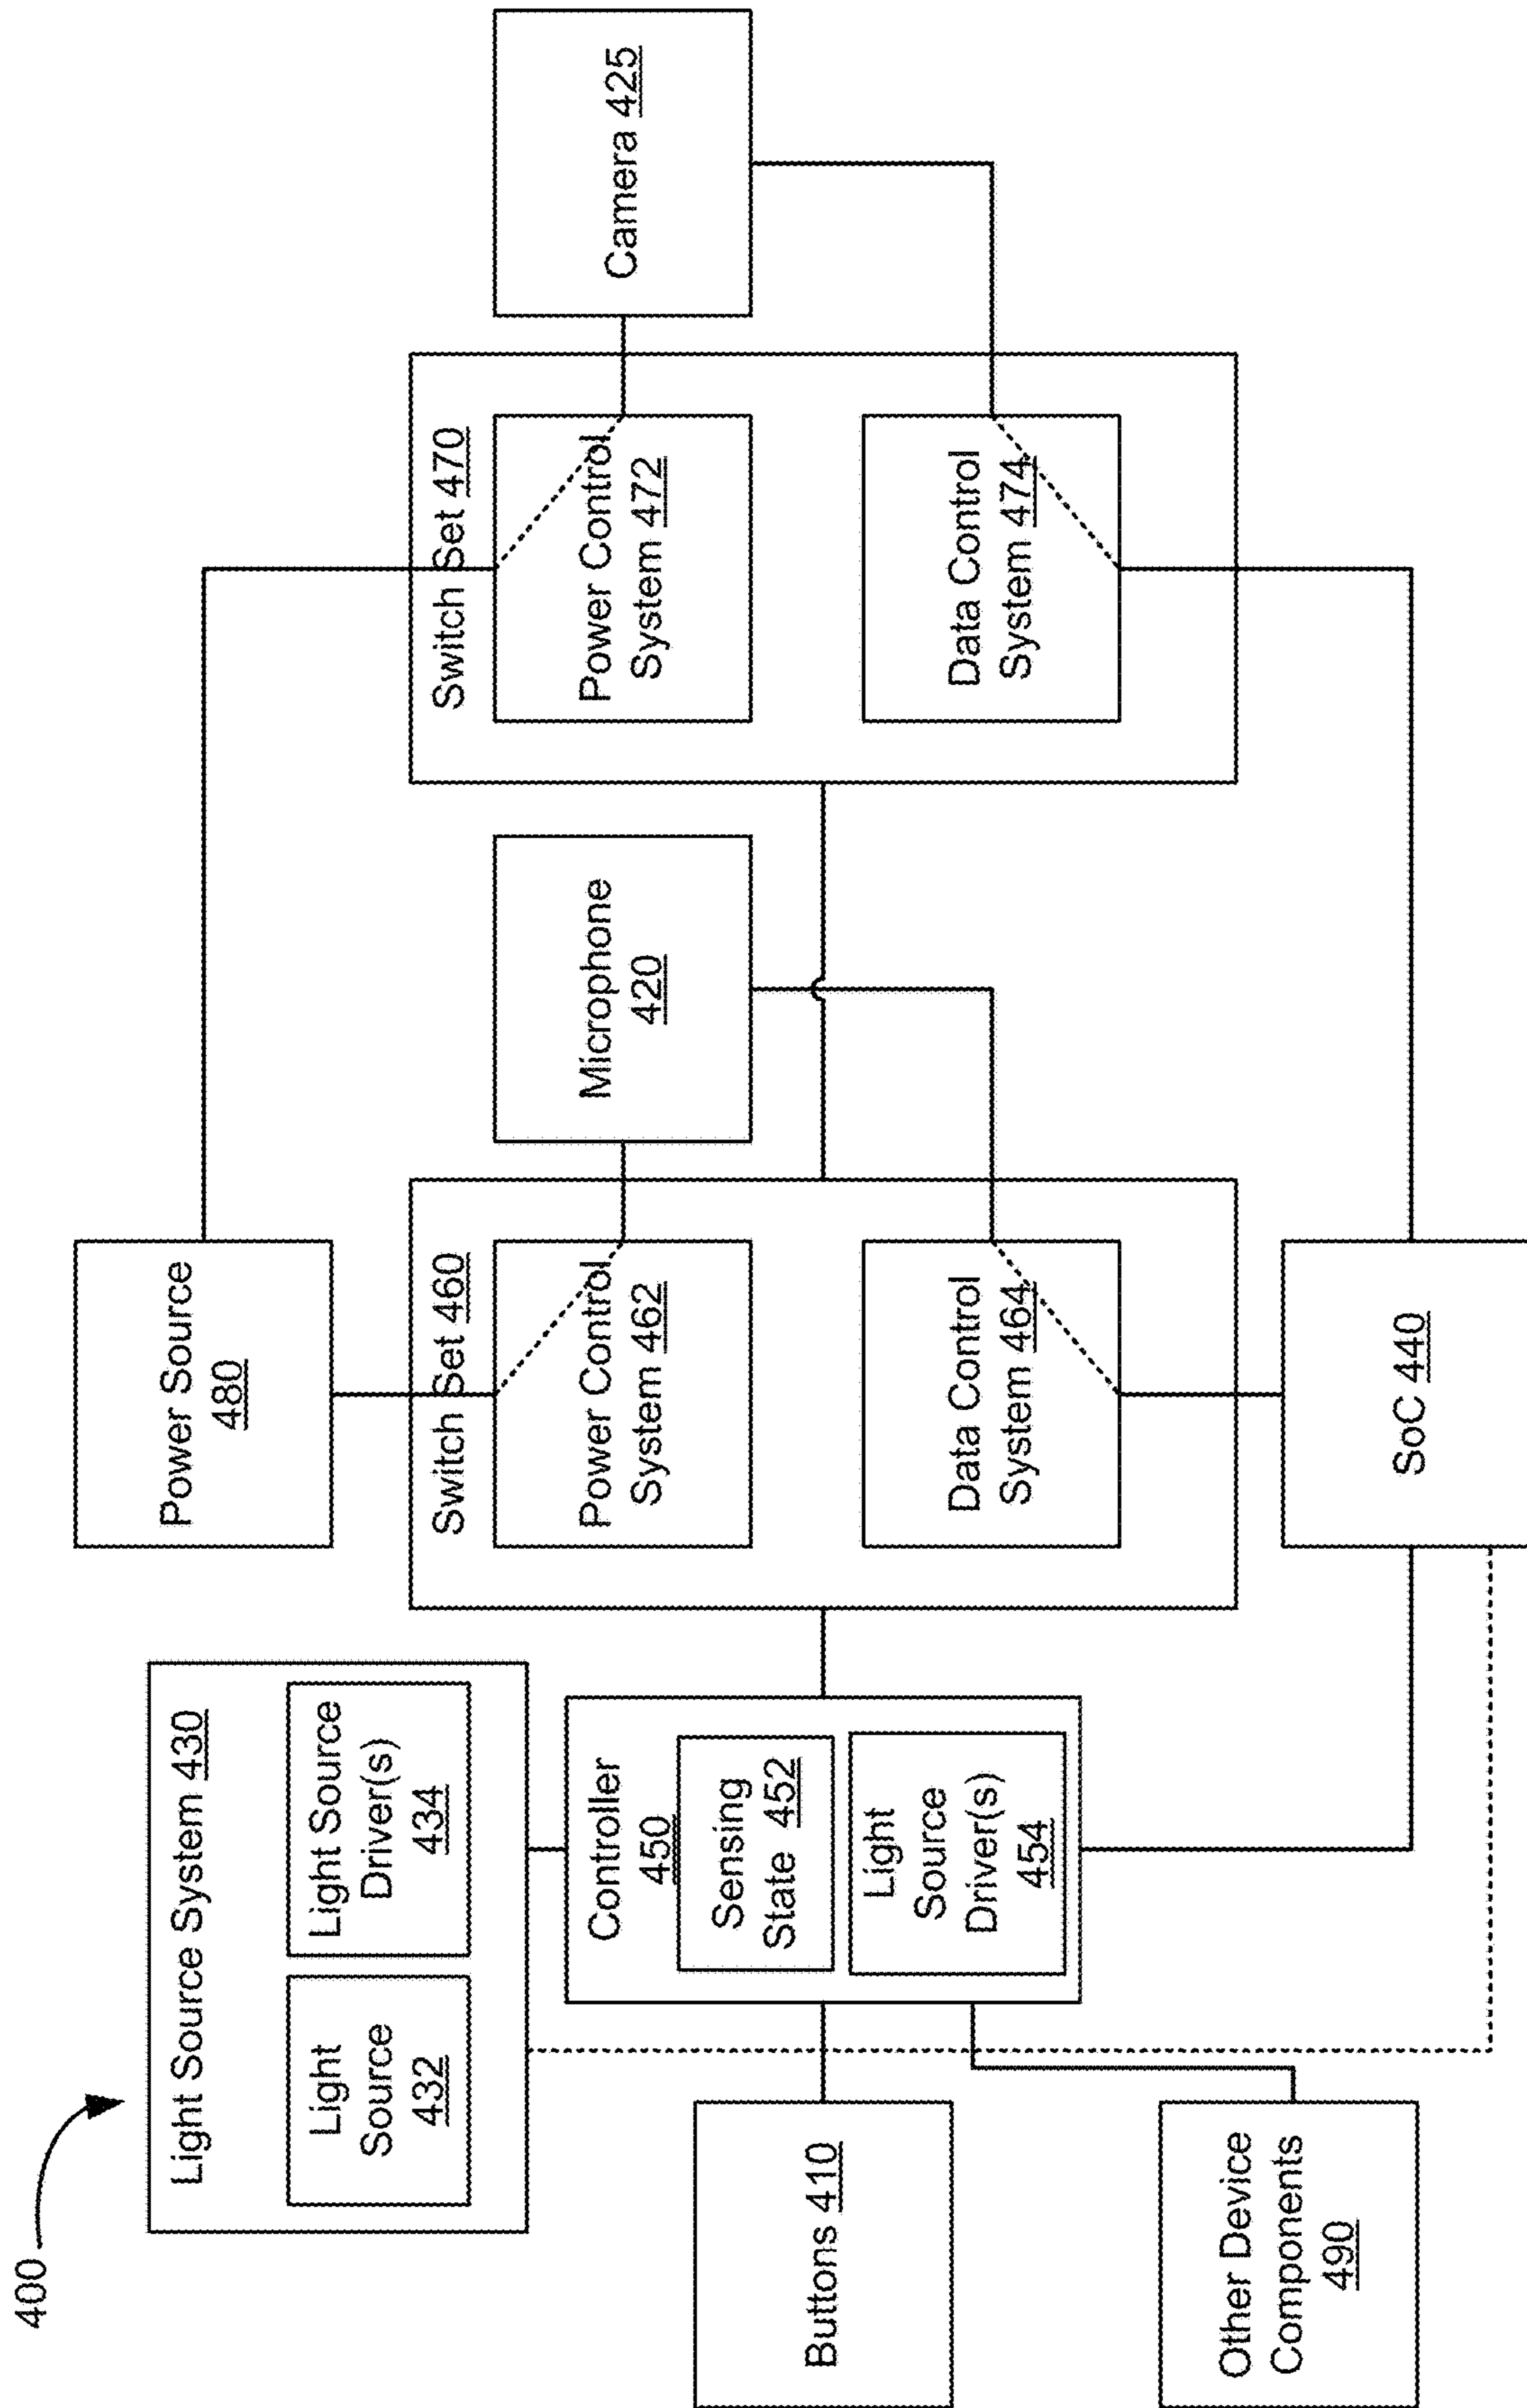 400
Light Source System 430
Light
Source
432
Light Source
Driver(s)
434
Power Source
480
Buttons 410
Controller
450
Sensing
State 452
Light
Source
Driver(s)
454
Switch Set 460
Power Control
System 462
Data Control
System 464
Microphone
420
Switch Set 470
Power Control
System 472
Data Control
System 474
Camera 425
Other Device
Components
490
SoC 440